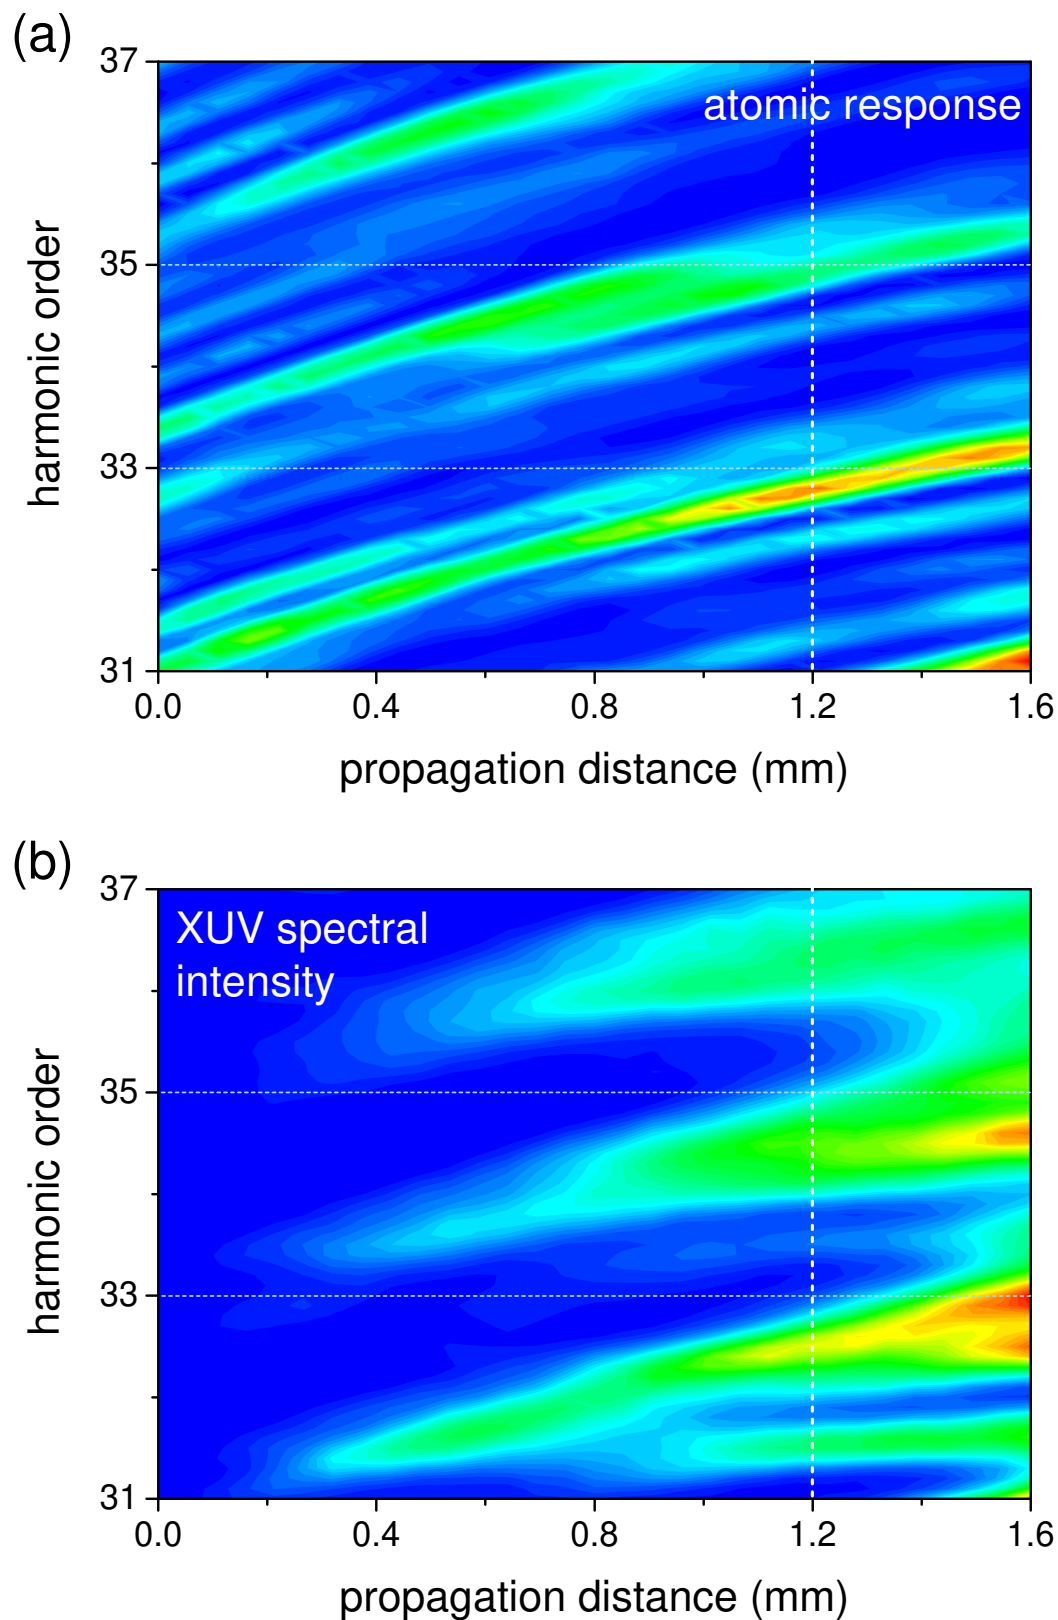 (a)
37
atomic response
35
33
31
harmonic order
0.0 0.4 0.8 1.2 1.6
propagation distance (mm)
(b)
37
XUV spectral
intensity
35
33
31
harmonic order
0.0 0.4 0.8 1.2 1.6
propagation distance (mm)